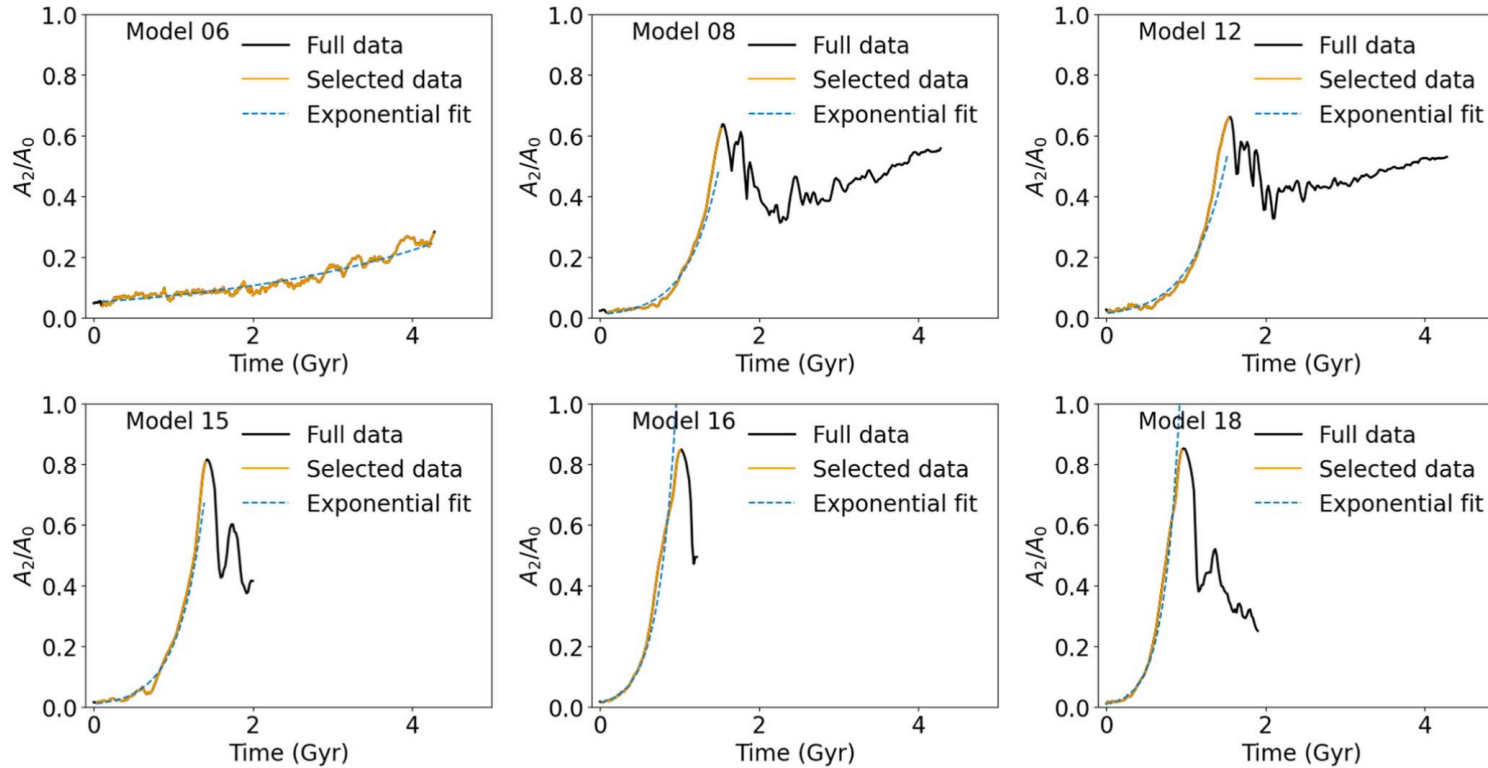 Model 06
Full data
Selected data
Exponential fit
1.0
0.8
0.6
0.4
0.2
0.0
A₂/A₀
0
2
4
Time (Gyr)
Model 08
Full data
Selected data
Exponential fit
1.0
0.8
0.6
0.4
0.2
0.0
A₂/A₀
0
2
4
Time (Gyr)
Model 12
Full data
Selected data
Exponential fit
1.0
0.8
0.6
0.4
0.2
0.0
A₂/A₀
0
2
4
Time (Gyr)
Model 15
Full data
Selected data
Exponential fit
1.0
0.8
0.6
0.4
0.2
0.0
A₂/A₀
0
2
4
Time (Gyr)
Model 16
Full data
Selected data
Exponential fit
1.0
0.8
0.6
0.4
0.2
0.0
A₂/A₀
0
2
4
Time (Gyr)
Model 18
Full data
Selected data
Exponential fit
1.0
0.8
0.6
0.4
0.2
0.0
A₂/A₀
0
2
4
Time (Gyr)